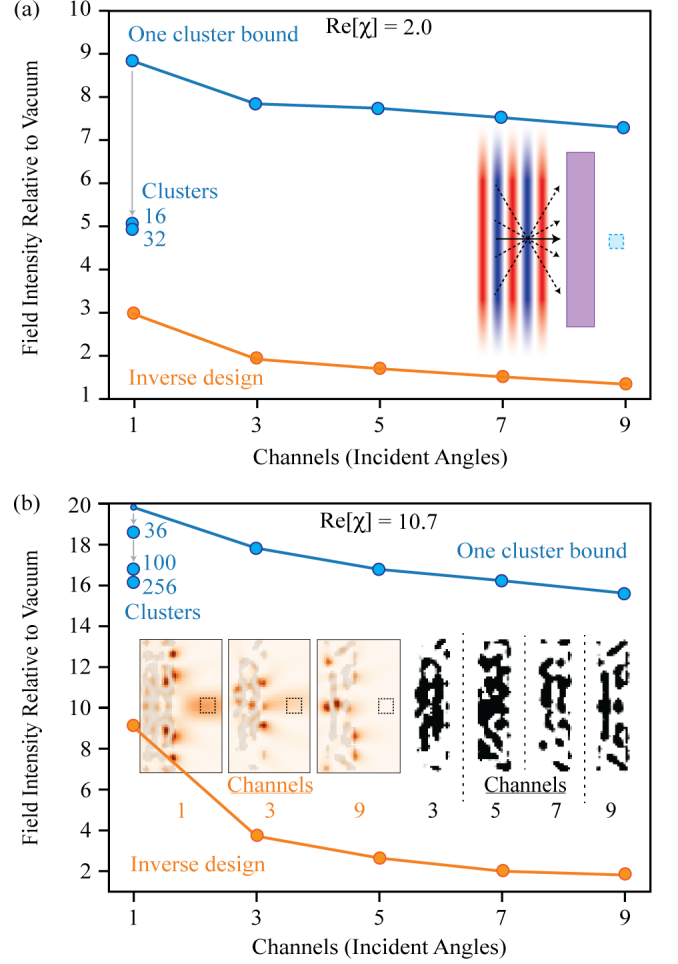 (a)
10
9
8
7
6
5
4
3
2
1
Field Intensity Relative to Vacuum
One cluster bound
Re[χ] = 2.0
Clusters
16
32
Inverse design
1 3 5 7 9
Channels (Incident Angles)
(b)
20
18
16
14
12
10
8
6
4
2
Field Intensity Relative to Vacuum
Re[χ] = 10.7
36
One cluster bound
100
256
Clusters
Channels
1 3 9
Channels
3 5 7 9
Inverse design
1 3 5 7 9
Channels (Incident Angles)